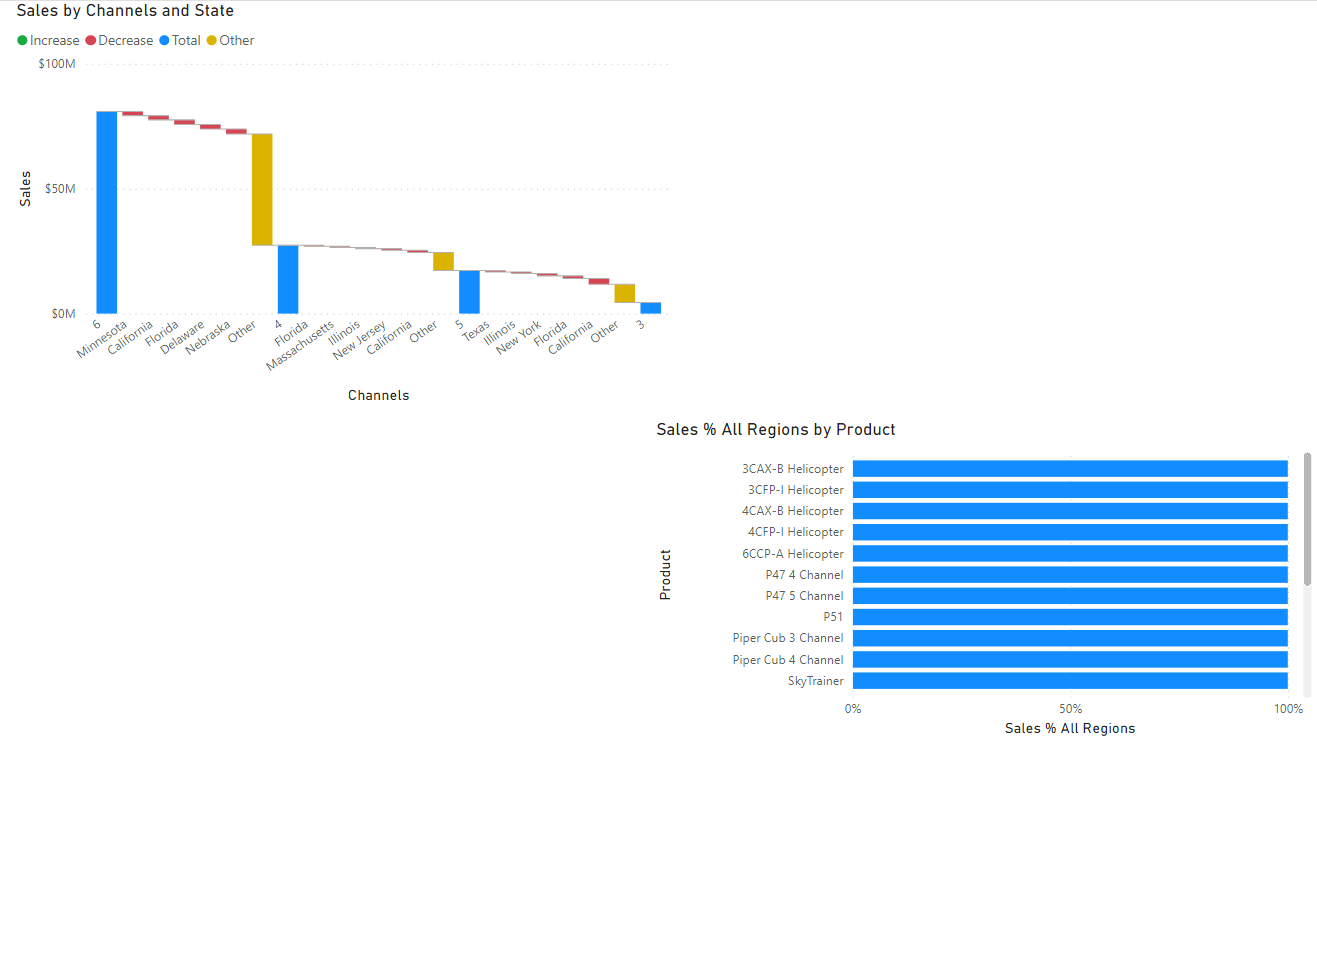 Sales by Channels and State
Increase Decrease Total Other
$100M
$50M
$0M
Sales
6 Minnesota California Florida Delaware Nebraska Other 4 Florida Massachusetts Illinois New Jersey California Other 5 Texas Illinois New York Florida California Other 3
Channels
Sales % All Regions by Product
3CAX-B Helicopter
3CFP-I Helicopter
4CAX-B Helicopter
4CFP-I Helicopter
6CCP-A Helicopter
P47 4 Channel
P47 5 Channel
P51
Piper Cub 3 Channel
Piper Cub 4 Channel
SkyTrainer
Product
0% 50% 100%
Sales % All Regions